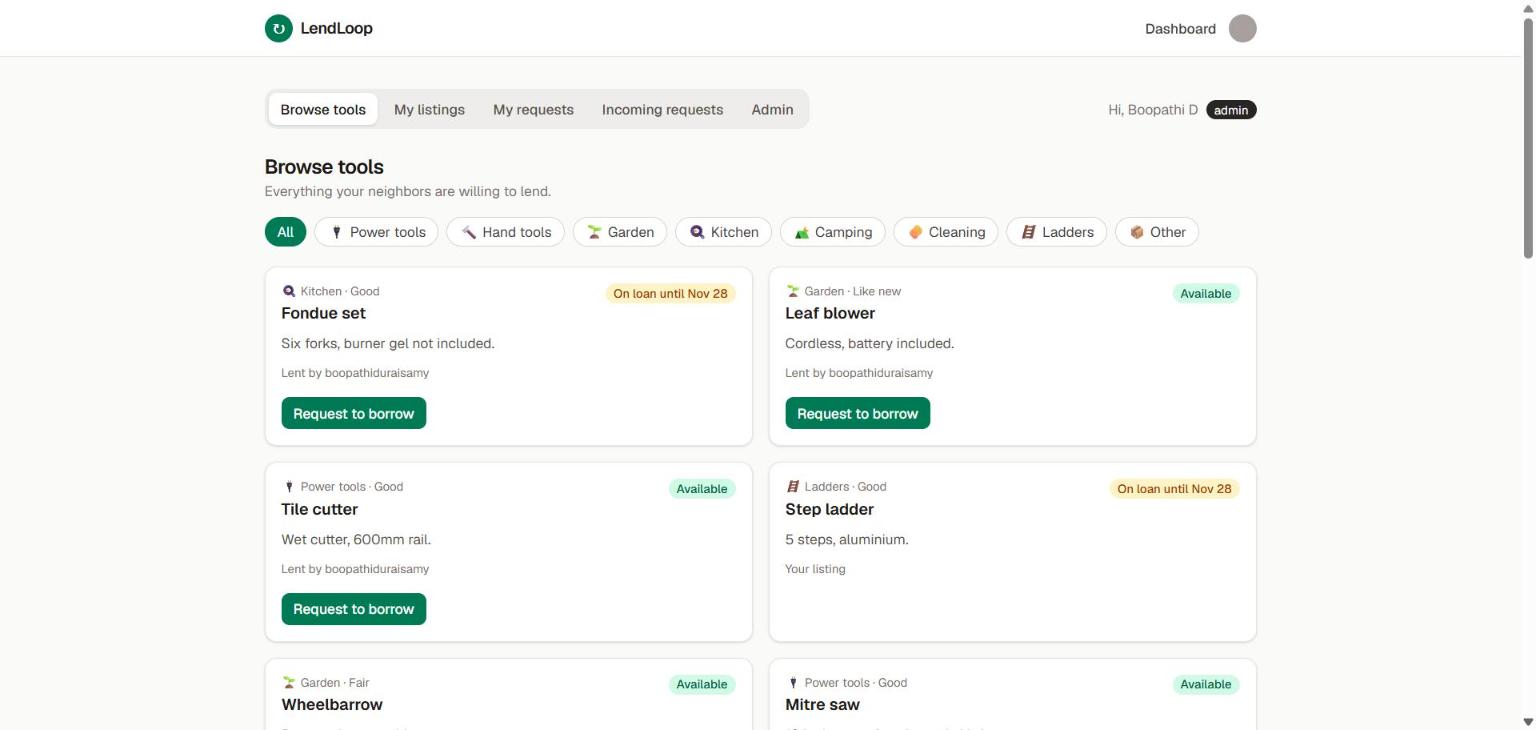 LendLoop
Dashboard
Browse tools
My listings
My requests
Incoming requests
Admin
Hi, Boopathi D
admin
Browse tools
Everything your neighbors are willing to lend.
All
Power tools
Hand tools
Garden
Kitchen
Camping
Cleaning
Ladders
Other
Kitchen · Good
On loan until Nov 28
Fondue set
Six forks, burner gel not included.
Lent by boopathiduraisamy
Request to borrow
Garden · Like new
Available
Leaf blower
Cordless, battery included.
Lent by boopathiduraisamy
Request to borrow
Power tools · Good
Available
Tile cutter
Wet cutter, 600mm rail.
Lent by boopathiduraisamy
Request to borrow
Ladders · Good
On loan until Nov 28
Step ladder
5 steps, aluminium.
Your listing
Garden · Fair
Available
Wheelbarrow
Power tools · Good
Available
Mitre saw